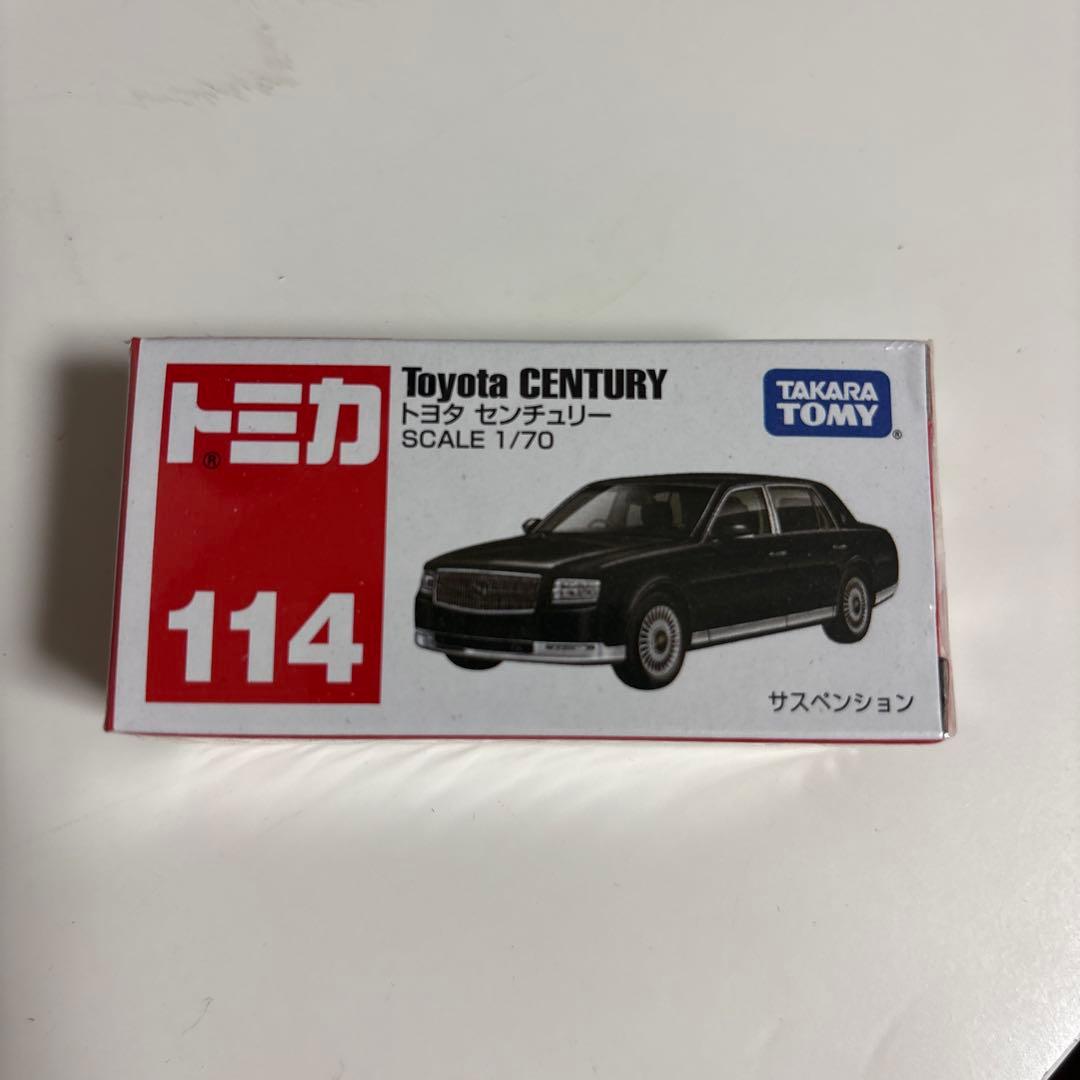 トミカ
®
114
Toyota CENTURY
トヨタ センチュリー
SCALE 1/70
TAKARA
TOMY
®
サスペンション